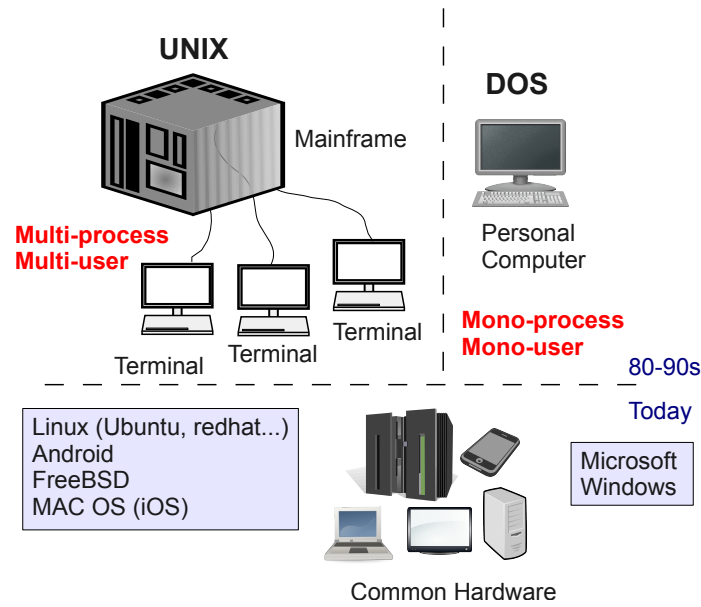 UNIX
DOS
Mainframe
Multi-process
Multi-user
Personal
Computer
Terminal
Terminal
Terminal
Mono-process
Mono-user
80-90s
Today
Linux (Ubuntu, redhat...)
Android
FreeBSD
MAC OS (iOS)
Microsoft
Windows
Common Hardware